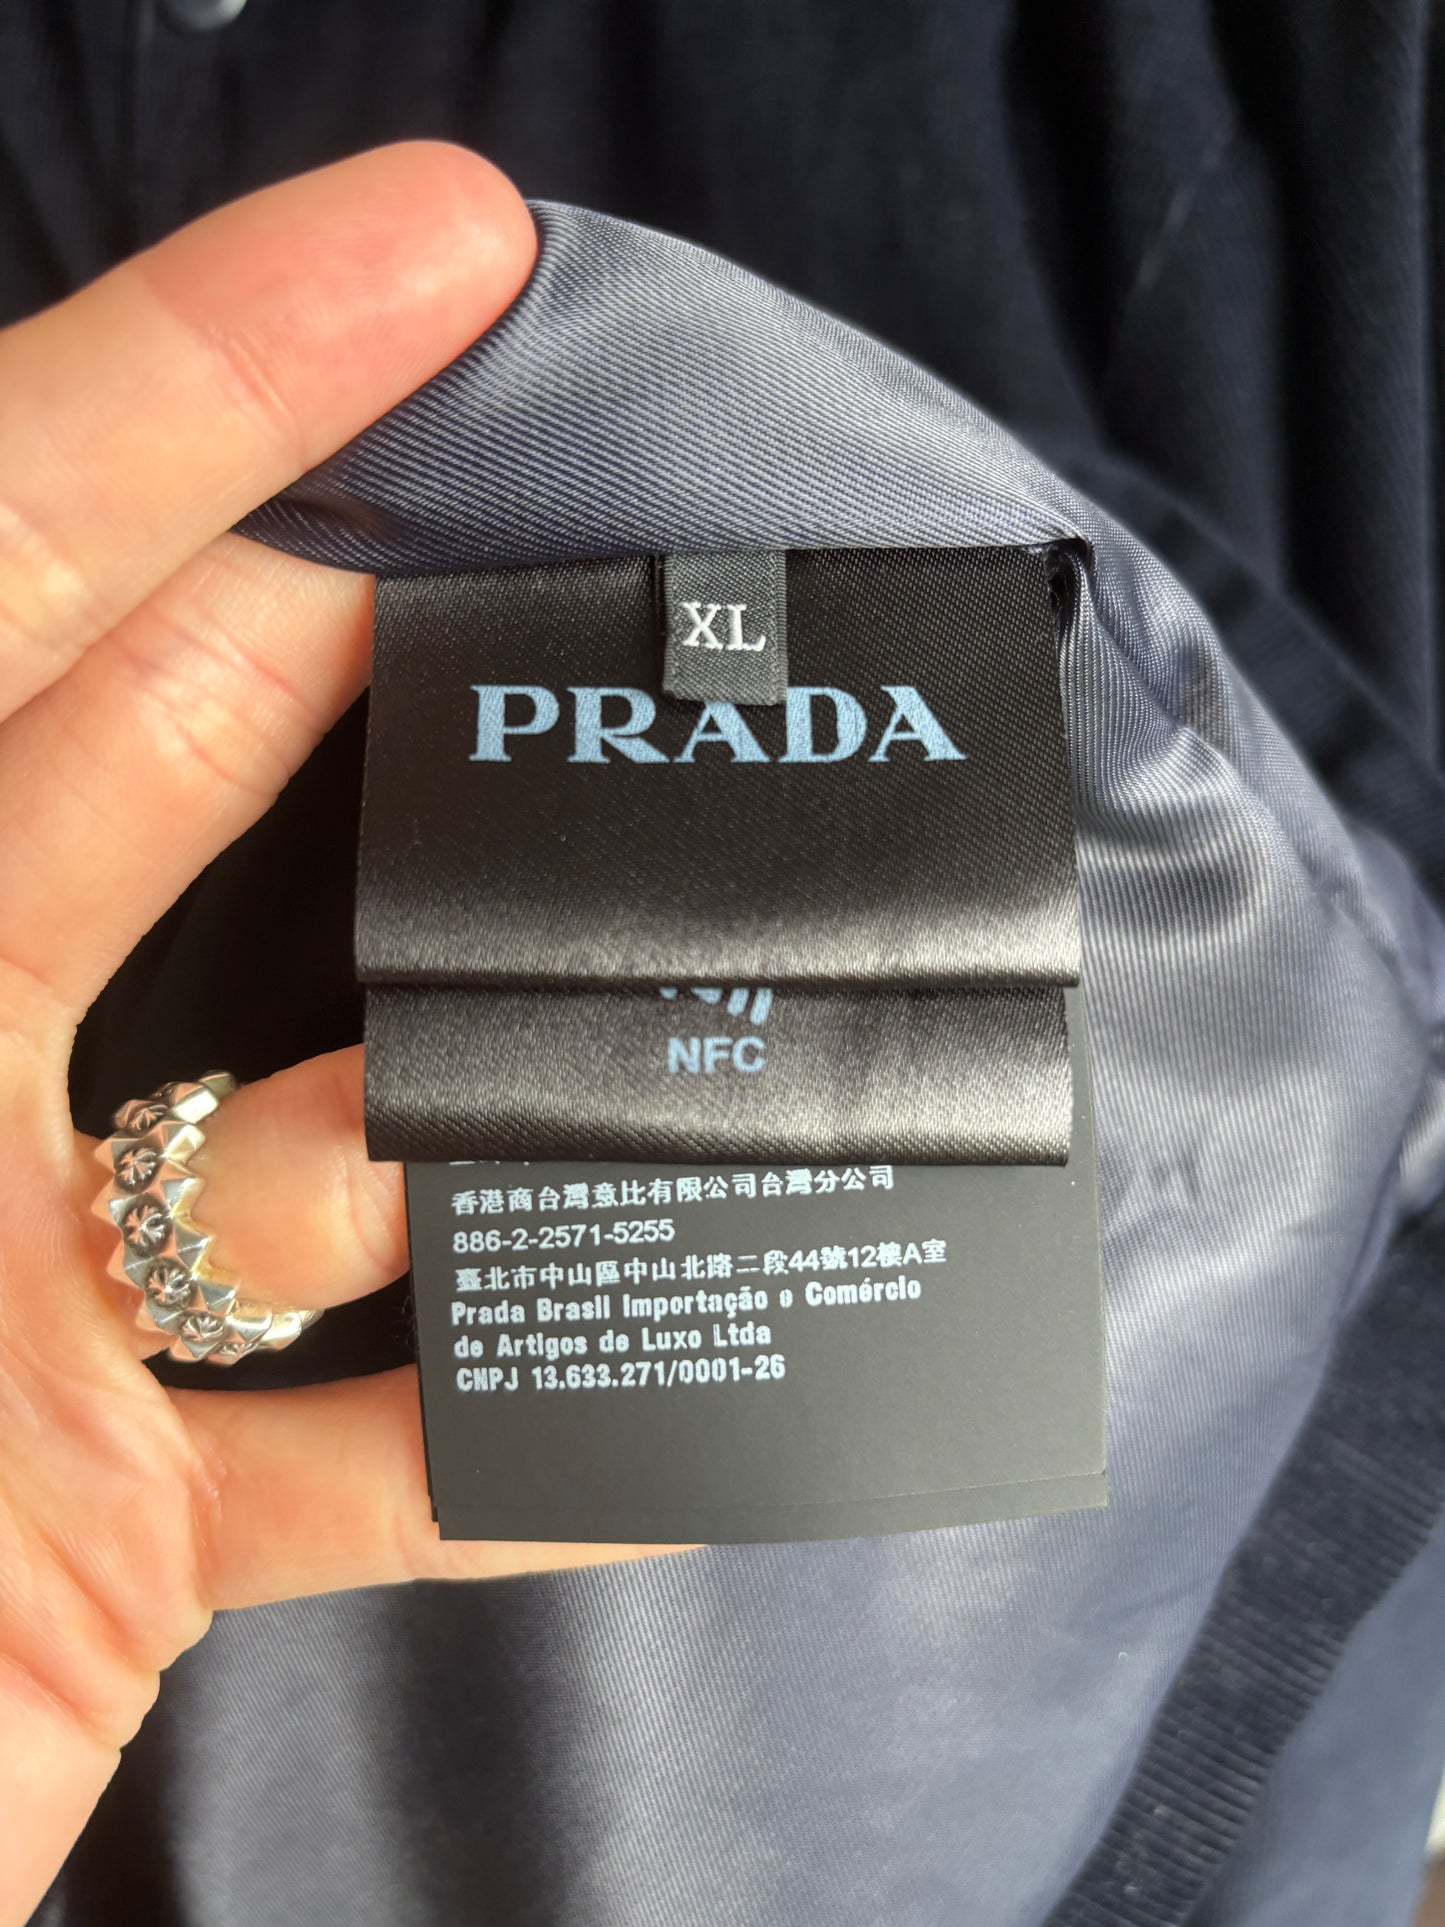 XL
PRADA
NFC
香港商台灣意比有限公司台灣分公司
886-2-2571-5255
臺北市中山區中山北路二段44號12樓A室
Prada Brasil Importação e Comércio
de Artigos de Luxo Ltda
CNPJ 13.633.271/0001-26